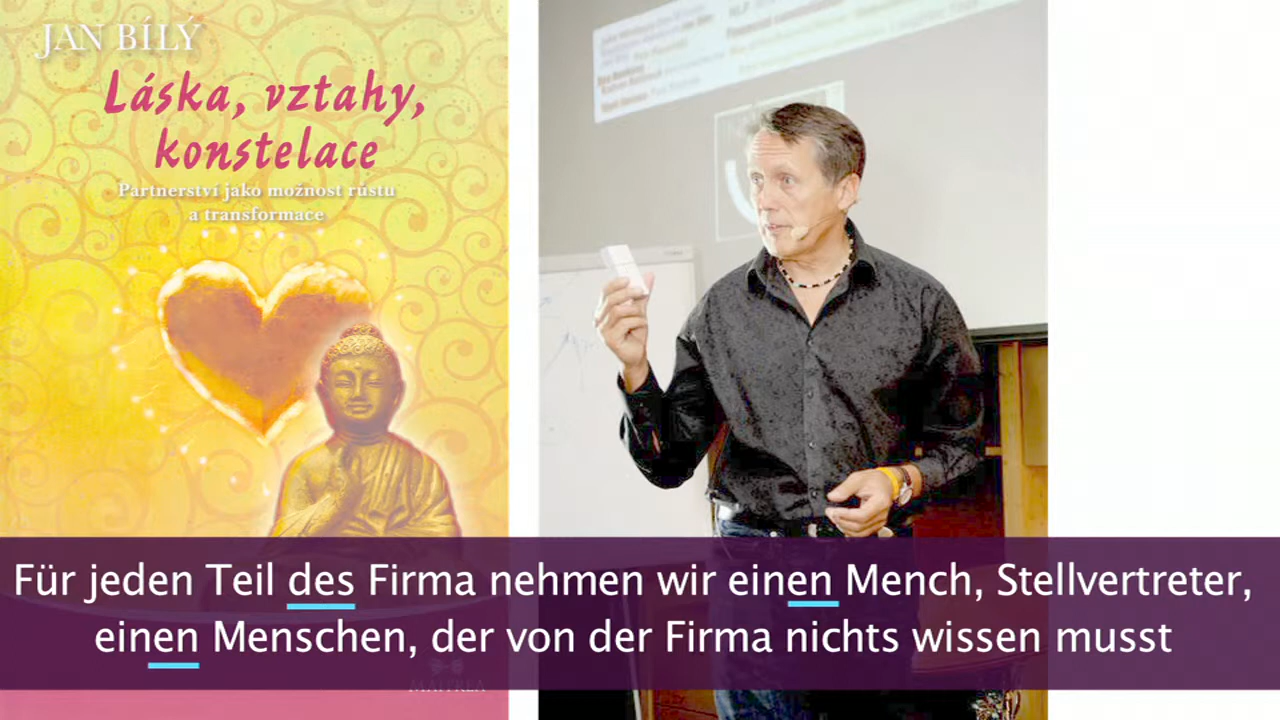 JAN BÍLÝ
Láska, vztahy,
konstelace
Partnerství jako možnost růstu
a transformace
Für jeden Teil des Firma nehmen wir einen Mench, Stellvertreter,
einen Menschen, der von der Firma nichts wissen musst
MAITREA